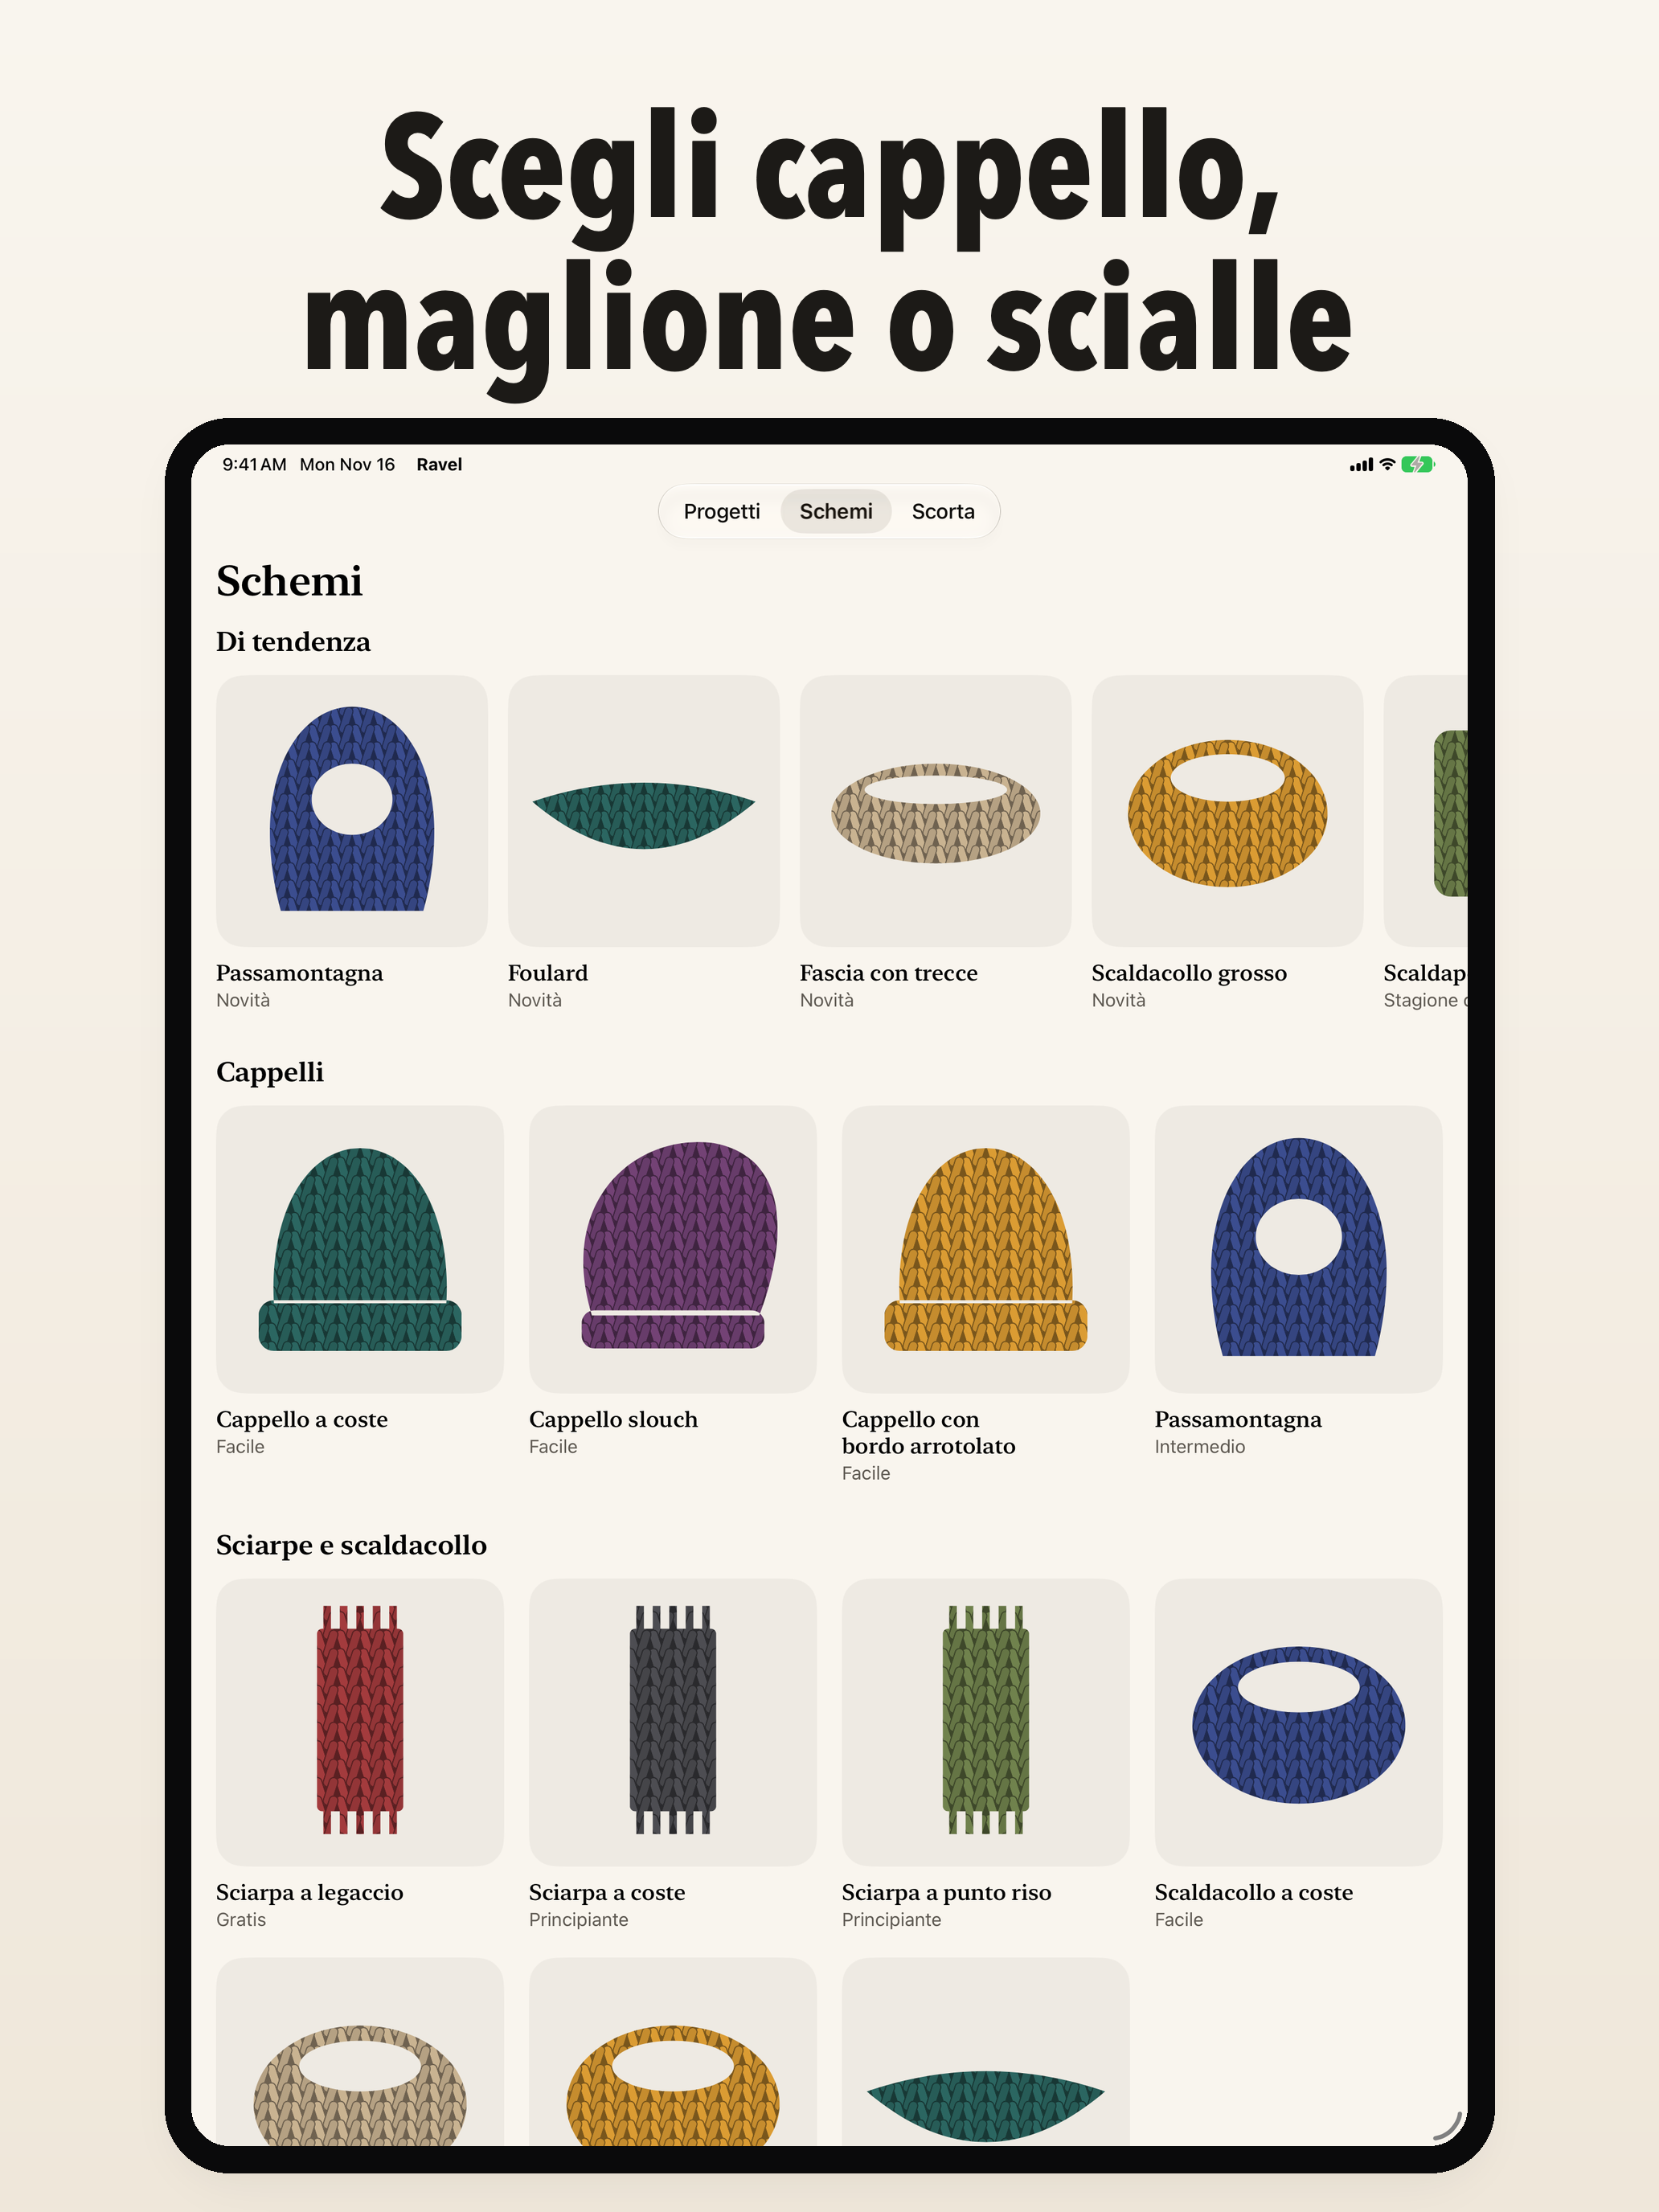 Scegli cappello,
maglione o scialle
9:41 AM Mon Nov 16 Ravel
Progetti Schemi Scorta
Schemi
Di tendenza
Passamontagna
Novità
Foulard
Novità
Fascia con trecce
Novità
Scaldacollo grosso
Novità
Scaldap
Stagione
Cappelli
Cappello a coste
Facile
Cappello slouch
Facile
Cappello con
bordo arrotolato
Facile
Passamontagna
Intermedio
Sciarpe e scaldacollo
Sciarpa a legaccio
Gratis
Sciarpa a coste
Principiante
Sciarpa a punto riso
Principiante
Scaldacollo a coste
Facile